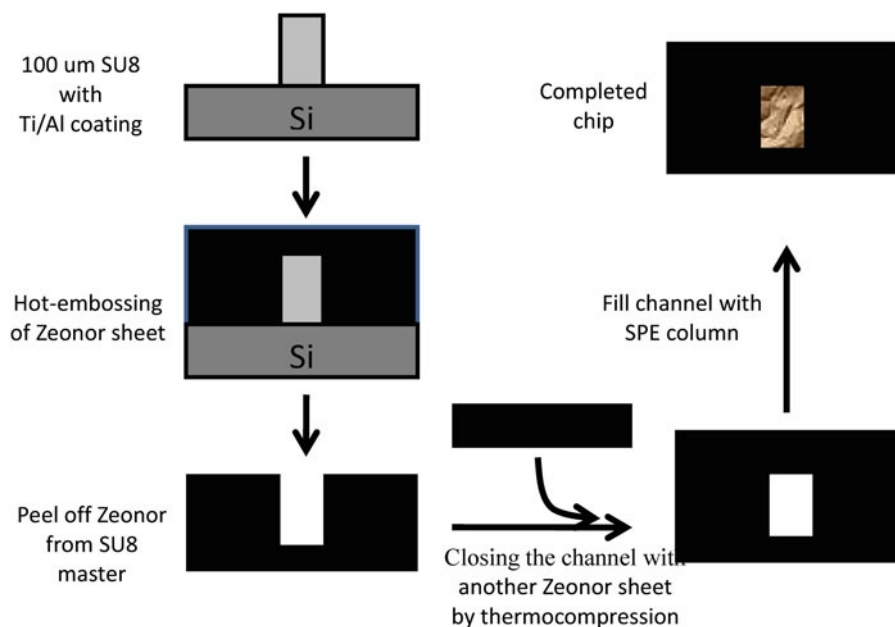 100 um SU8
with
Ti/Al coating
Si
Hot-embossing
of Zeonor sheet
Si
Peel off Zeonor
from SU8
master
Closing the channel with
another Zeonor sheet
by thermocompression
Fill channel with
SPE column
Completed
chip